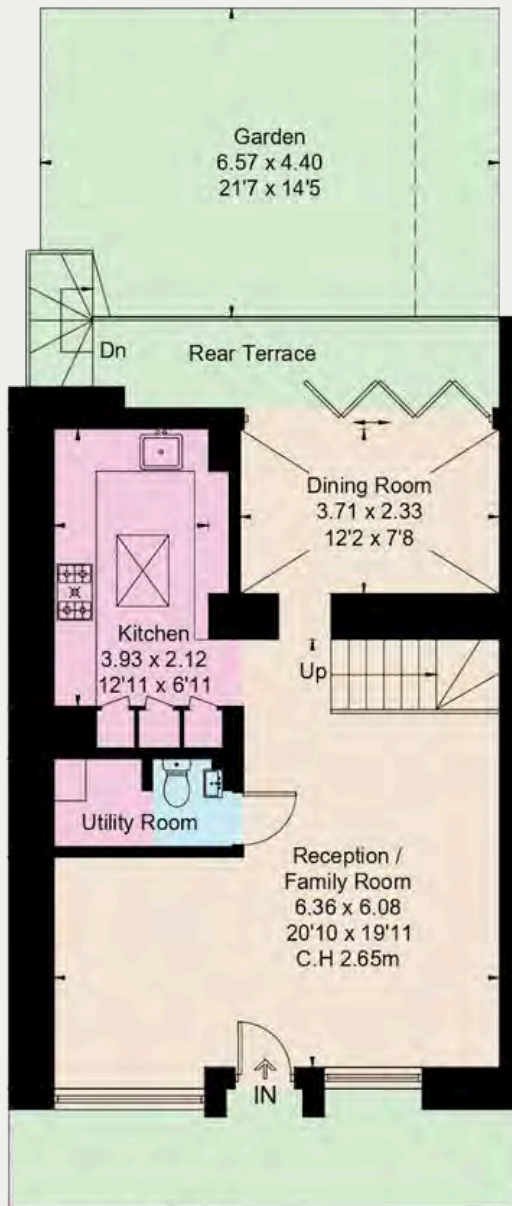 Garden
6.57 x 4.40
21'7 x 14'5
Dn
Rear Terrace
Dining Room
3.71 x 2.33
12'2 x 7'8
Kitchen
3.93 x 2.12
12'11 x 6'11
Up
Utility Room
Reception /
Family Room
6.36 x 6.08
20'10 x 19'11
C.H 2.65m
IN